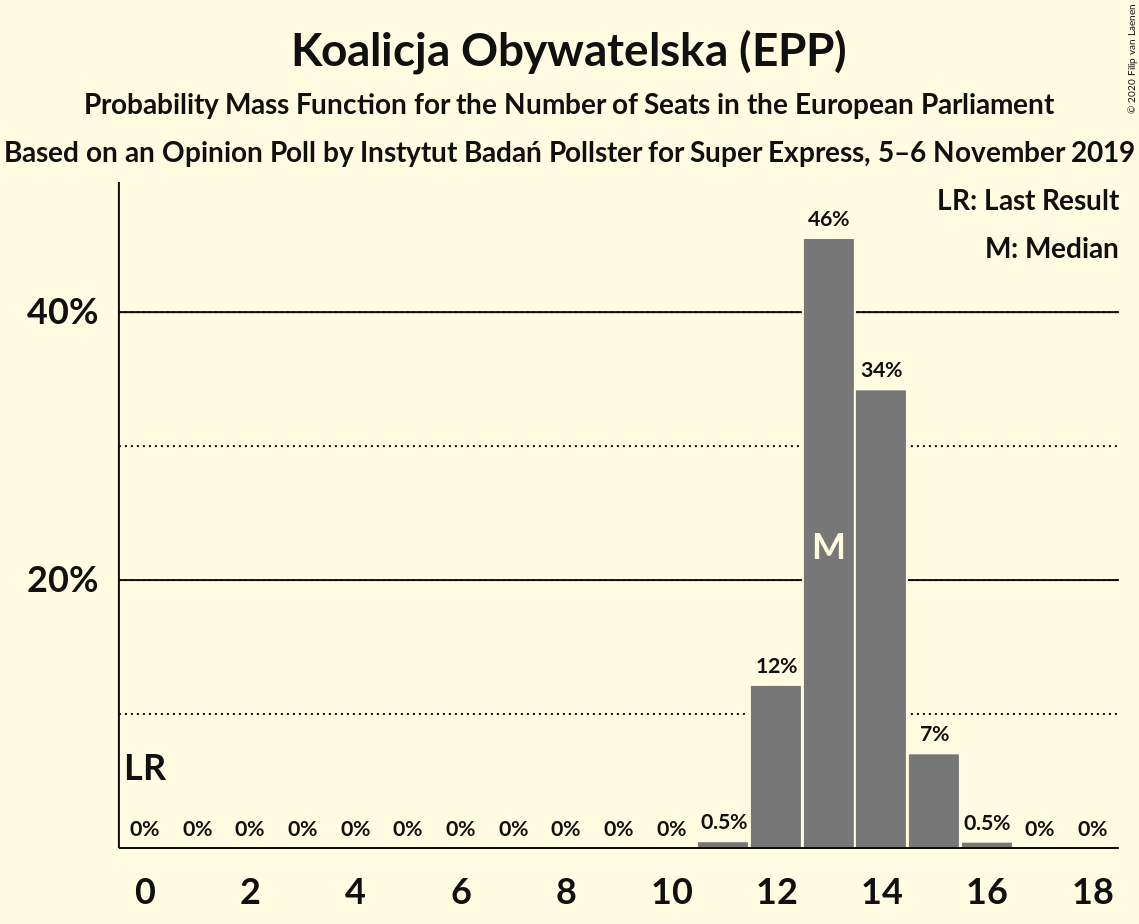 Koalicja Obywatelska (EPP)
Probability Mass Function for the Number of Seats in the European Parliament
Based on an Opinion Poll by Instytut Badań Pollster for Super Express, 5–6 November 2019
© 2020 Filip van Laenen
LR: Last Result
M: Median
46%
40%
34%
M
20%
12%
7%
LR
0% 0% 0% 0% 0% 0% 0% 0% 0% 0% 0% 0.5% 0.5% 0% 0%
0 2 4 6 8 10 12 14 16 18